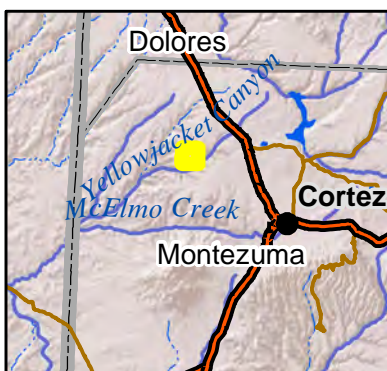 Dolores
Yellowjacket Canyon
McElmo Creek
Cortez
Montezuma